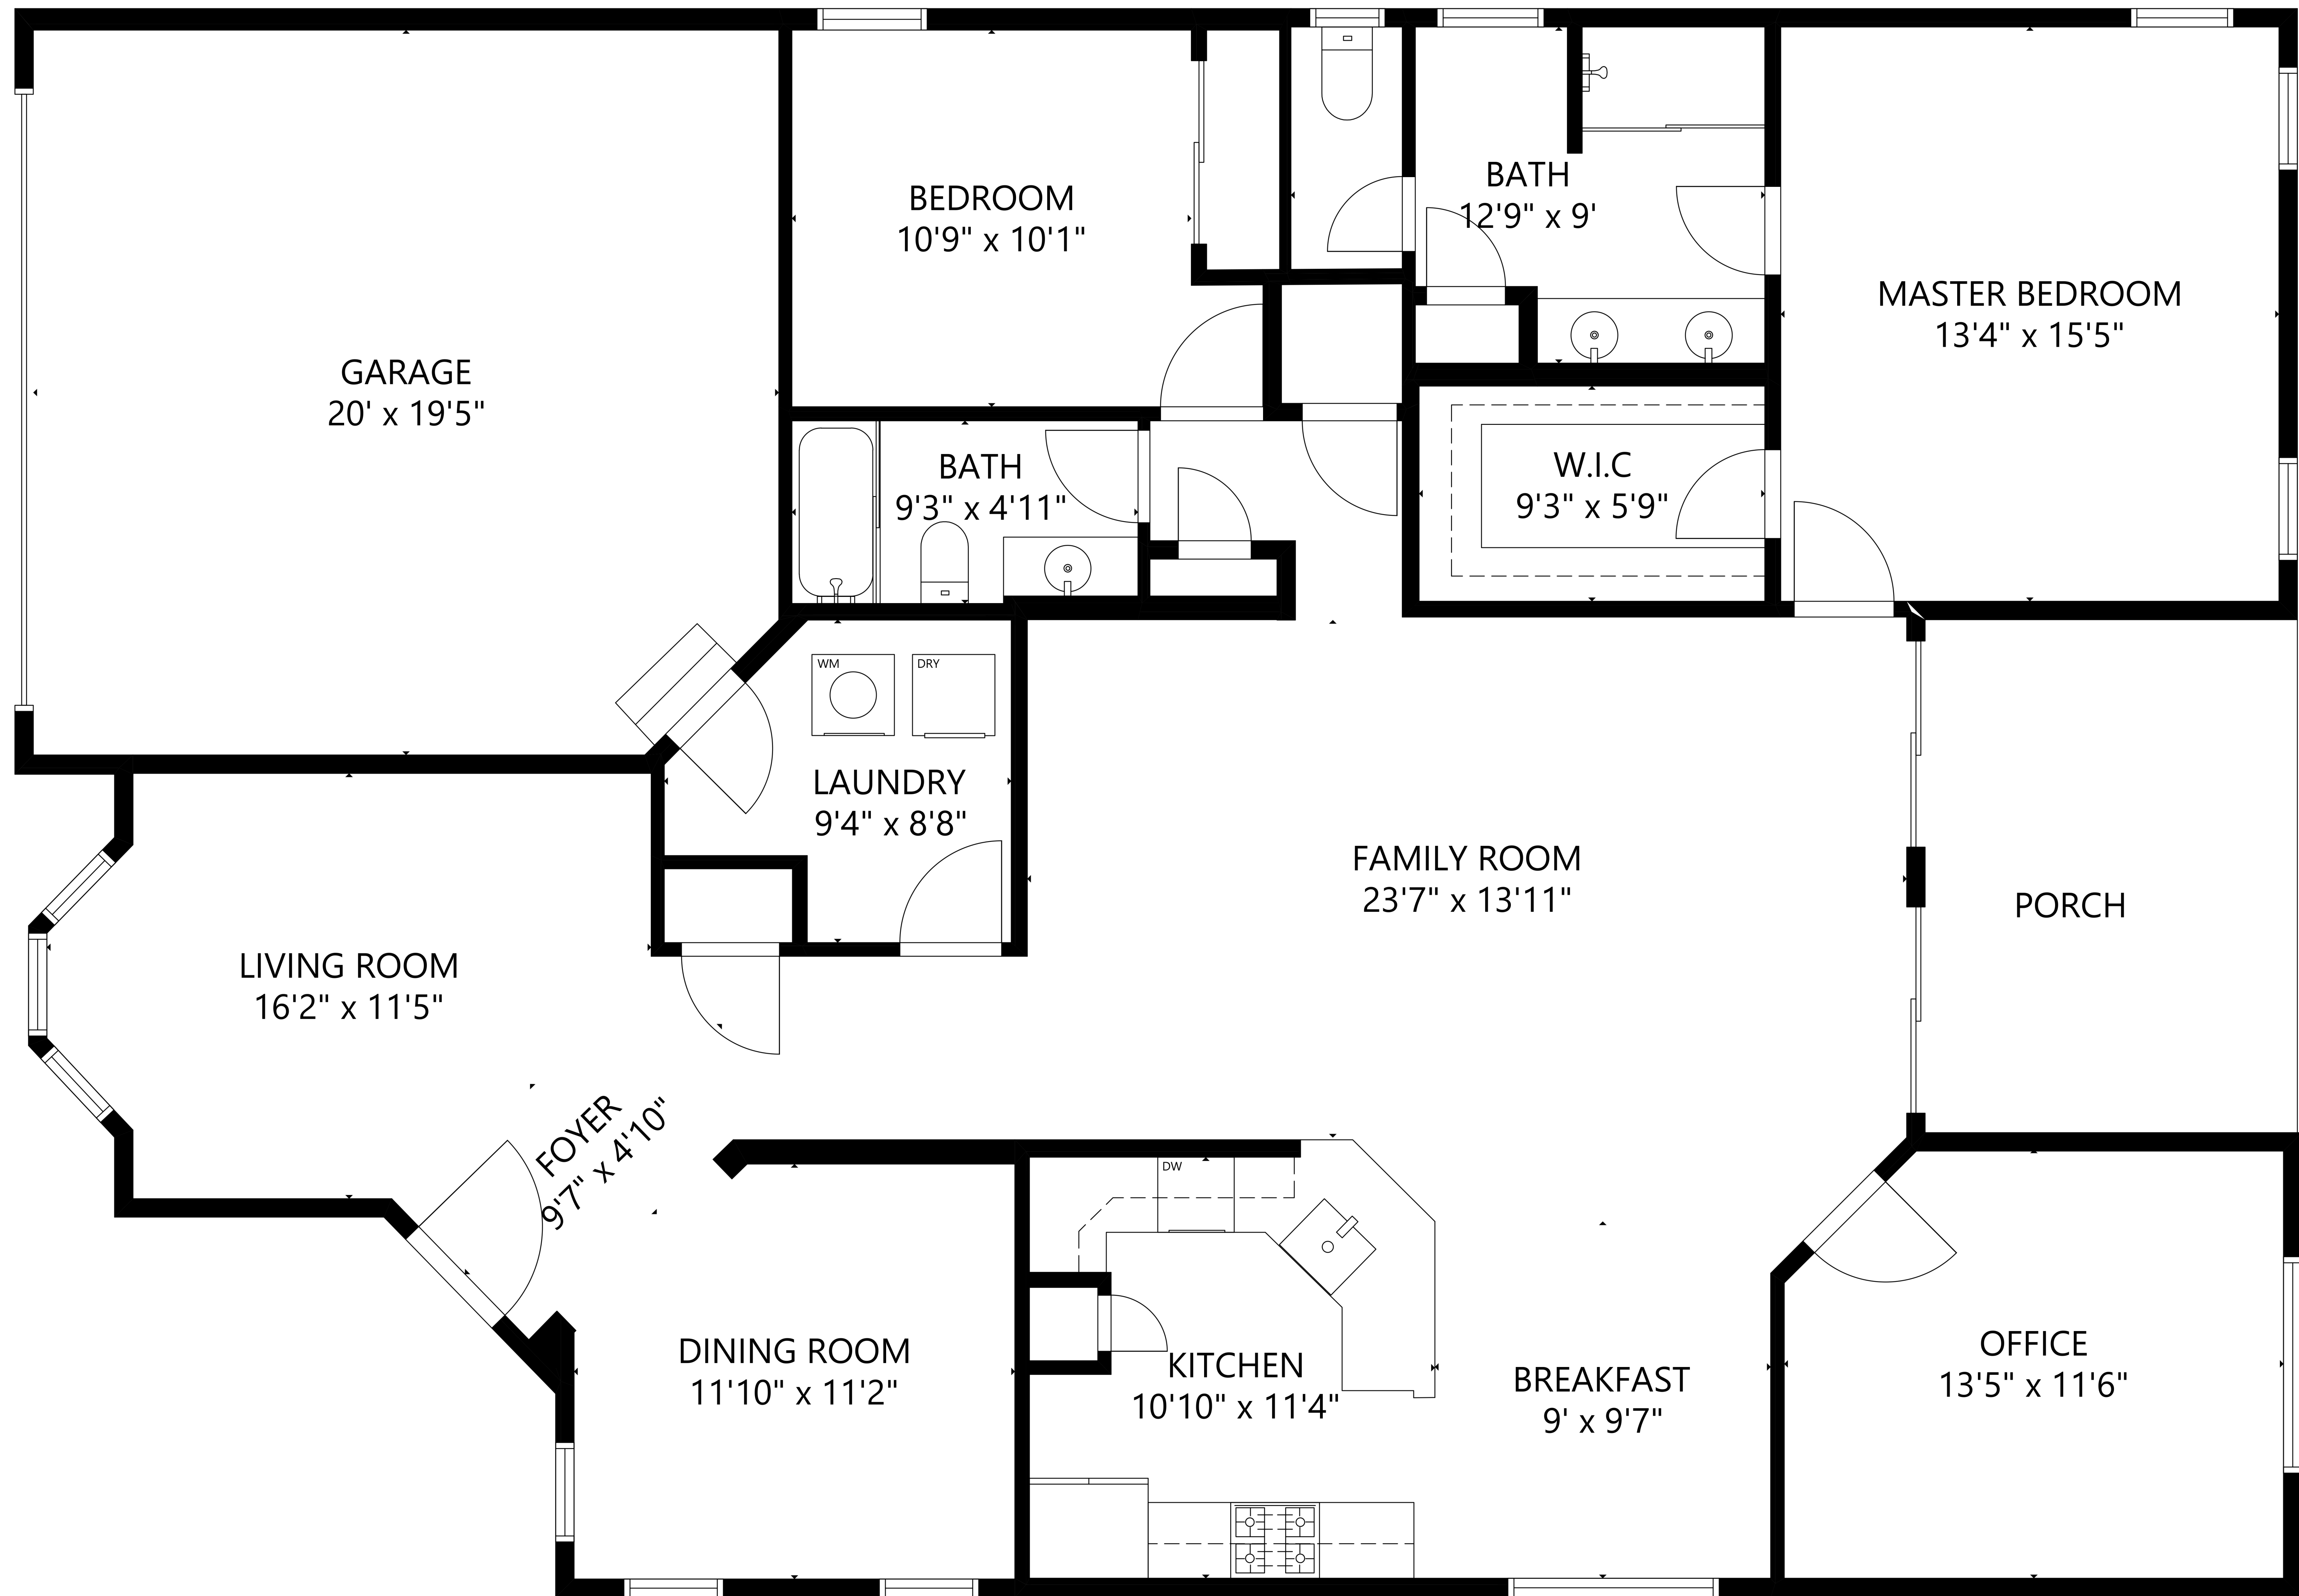 BEDROOM
10'9" x 10'1"
BATH
12'9" x 9'
MASTER BEDROOM
13'4" x 15'5"
GARAGE
20' x 19'5"
BATH
9'3" x 4'11"
W.I.C
9'3" x 5'9"
WM
DRY
LAUNDRY
9'4" x 8'8"
FAMILY ROOM
23'7" x 13'11"
PORCH
LIVING ROOM
16'2" x 11'5"
FOYER
9'7" x 4'10"
DW
DINING ROOM
11'10" x 11'2"
KITCHEN
10'10" x 11'4"
BREAKFAST
9' x 9'7"
OFFICE
13'5" x 11'6"